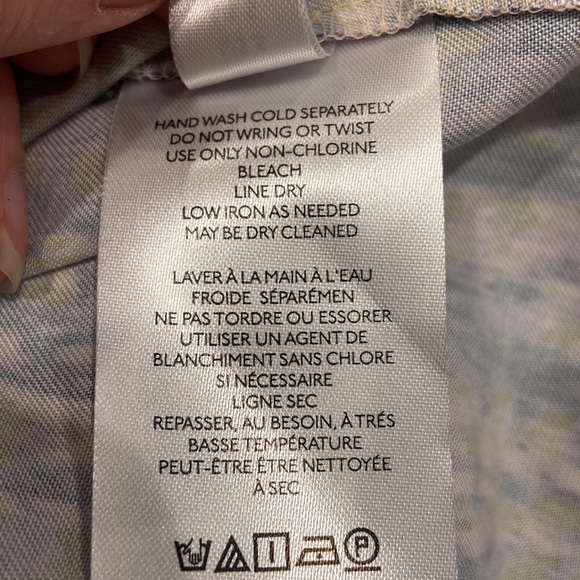 HAND WASH COLD SEPARATELY
DO NOT WRING OR TWIST
USE ONLY NON-CHLORINE
BLEACH
LINE DRY
LOW IRON AS NEEDED
MAY BE DRY CLEANED
LAVER À LA MAIN À L'EAU
FROIDE SÉPARÉMEN
NE PAS TORDRE OU ESSORER
UTILISER UN AGENT DE
BLANCHIMENT SANS CHLORE
SI NÉCESSAIRE
LIGNE SEC
REPASSER, AU BESOIN, À TRÉS
BASSE TEMPÉRATURE
PEUT-ÊTRE ÊTRE NETTOYÉE
À SEC
P